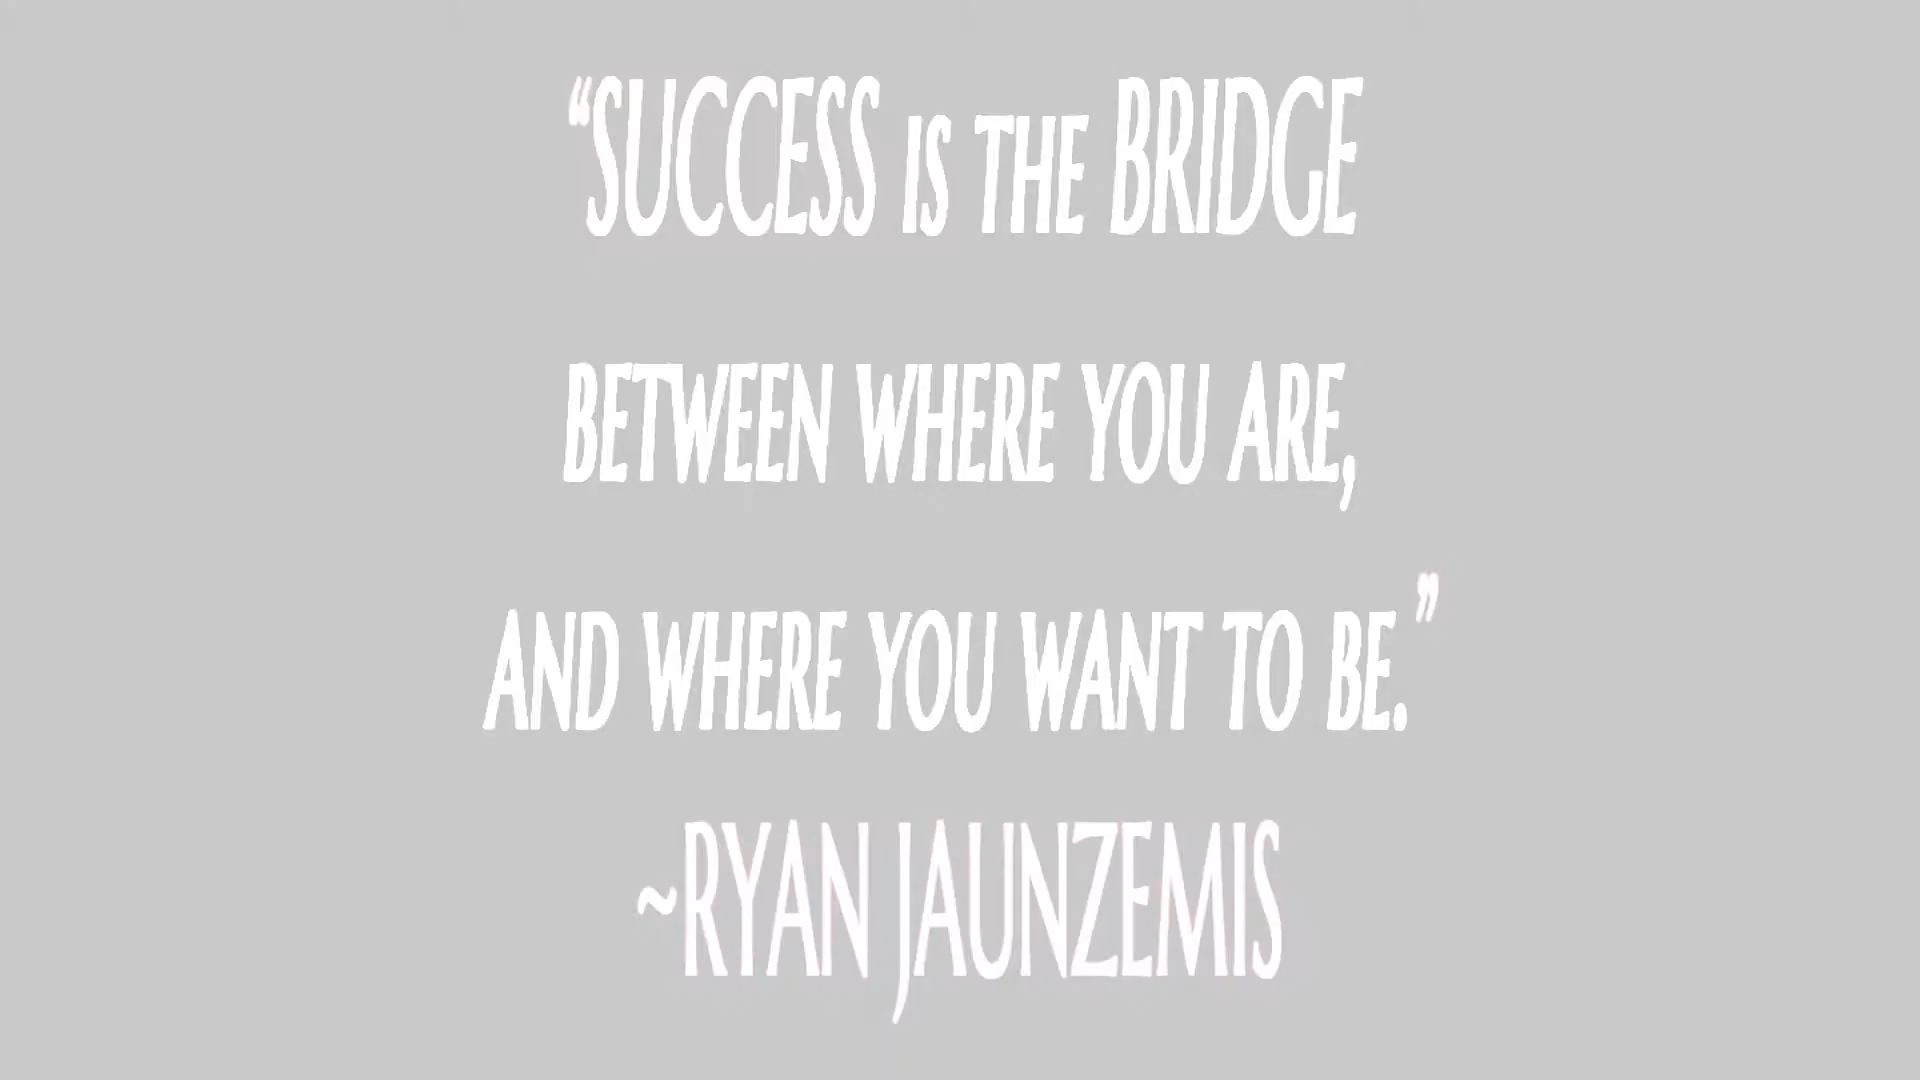 “SUCCESS IS THE BRIDGE
BETWEEN WHERE YOU ARE,
AND WHERE YOU WANT TO BE.”
~RYAN JAUNZEMIS